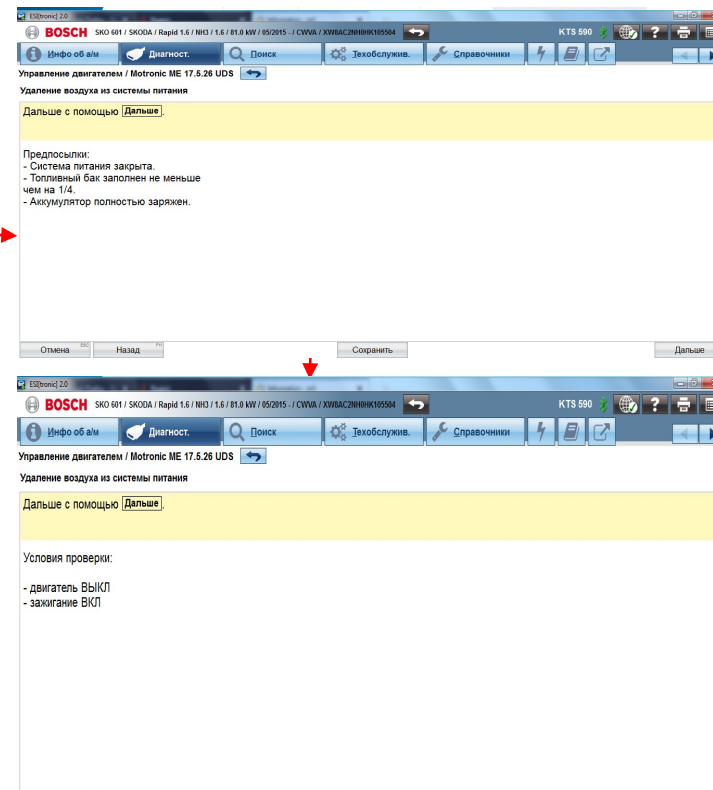 ESI[tronic] 2.0
BOSCH SKO 601 / SKODA / Rapid 1.6 / NH3 / 1.6 / 81.0 kW / 05/2015 - / CWVA / XW8AC2NH0HK105504 KTS 590 ?
Инфо об а/м Диагност. Поиск Техобслужив. Справочники
Управление двигателем / Motronic ME 17.5.26 UDS
Удаление воздуха из системы питания
Дальше с помощью Дальше.
Предпосылки:
- Система питания закрыта.
- Топливный бак заполнен не меньше
чем на 1/4.
- Аккумулятор полностью заряжен.
Отмена Esc Назад Сохранить Дальше
ESI[tronic] 2.0
BOSCH SKO 601 / SKODA / Rapid 1.6 / NH3 / 1.6 / 81.0 kW / 05/2015 - / CWVA / XW8AC2NH0HK105504 KTS 590 ?
Инфо об а/м Диагност. Поиск Техобслужив. Справочники
Управление двигателем / Motronic ME 17.5.26 UDS
Удаление воздуха из системы питания
Дальше с помощью Дальше.
Условия проверки:
- двигатель ВЫКЛ
- зажигание ВКЛ